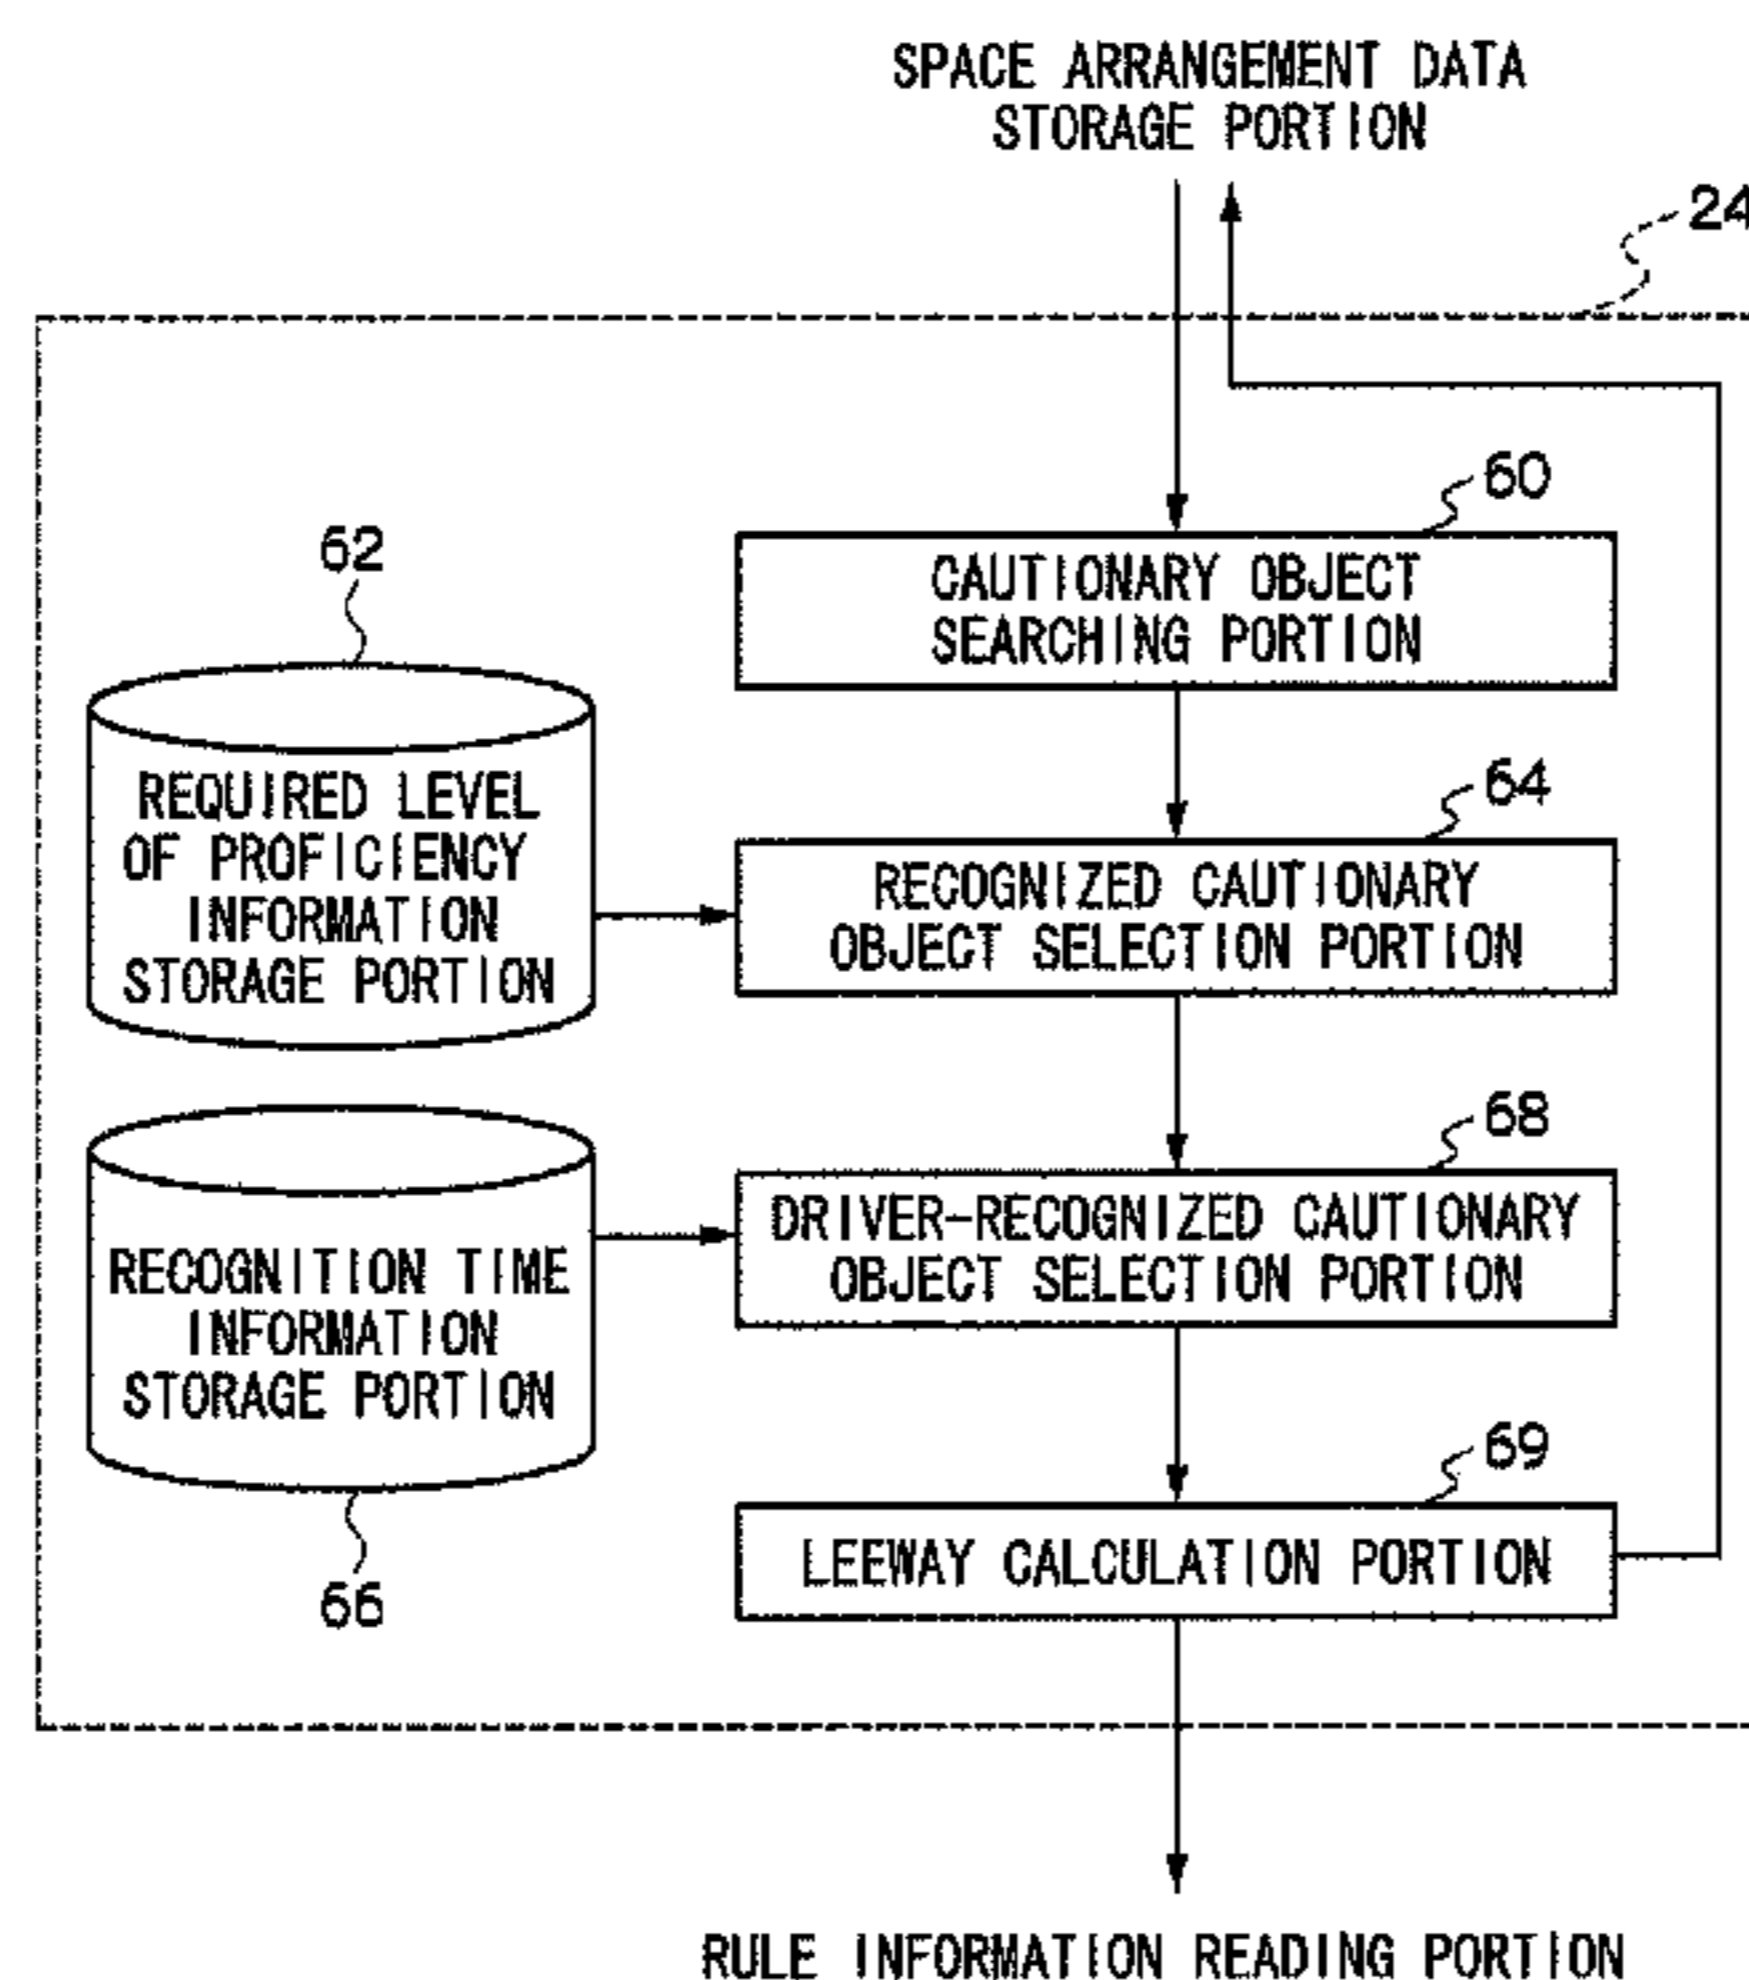 SPACE ARRANGEMENT DATA
STORAGE PORTION
24
60
CAUTIONARY OBJECT
SEARCHING PORTION
62
REQUIRED LEVEL
OF PROFICIENCY
INFORMATION
STORAGE PORTION
64
RECOGNIZED CAUTIONARY
OBJECT SELECTION PORTION
68
DRIVER-RECOGNIZED CAUTIONARY
OBJECT SELECTION PORTION
RECOGNITION TIME
INFORMATION
STORAGE PORTION
66
69
LEEWAY CALCULATION PORTION
RULE INFORMATION READING PORTION